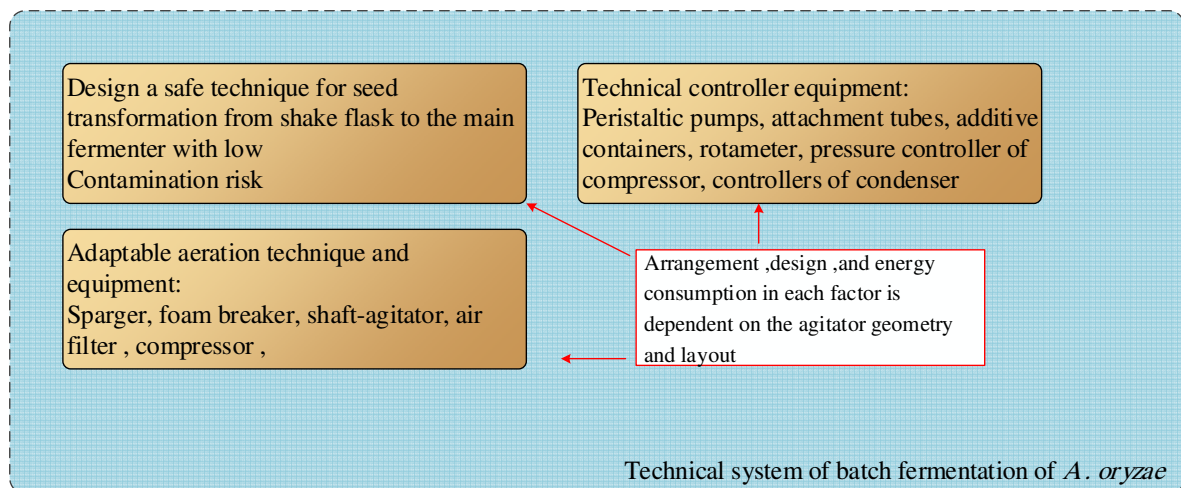 Design a safe technique for seed
transformation from shake flask to the main
fermenter with low
Contamination risk
Technical controller equipment:
Peristaltic pumps, attachment tubes, additive
containers, rotameter, pressure controller of
compressor, controllers of condenser
Adaptable aeration technique and
equipment:
Sparger, foam breaker, shaft-agitator, air
filter , compressor ,
Arrangement ,design ,and energy
consumption in each factor is
dependent on the agitator geometry
and layout
Technical system of batch fermentation of A. oryzae